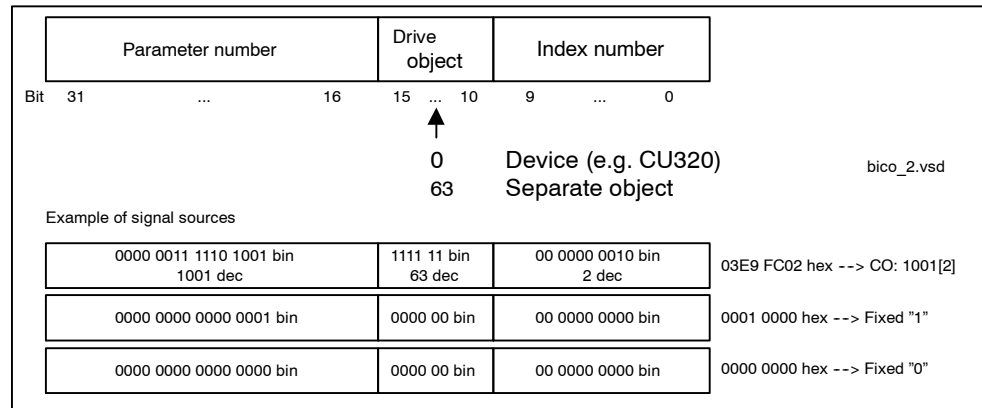 Parameter number Drive object Index number
Bit 31 ... 16 15 ... 10 9 ... 0
0 Device (e.g. CU320)
bico_2.vsd
63 Separate object
Example of signal sources
0000 0011 1110 1001 bin 1111 11 bin 00 0000 0010 bin
1001 dec 63 dec 2 dec
03E9 FC02 hex --> CO: 1001[2]
0000 0000 0000 0001 bin 0000 00 bin 00 0000 0000 bin 0001 0000 hex --> Fixed ”1”
0000 0000 0000 0000 bin 0000 00 bin 00 0000 0000 bin 0000 0000 hex --> Fixed ”0”